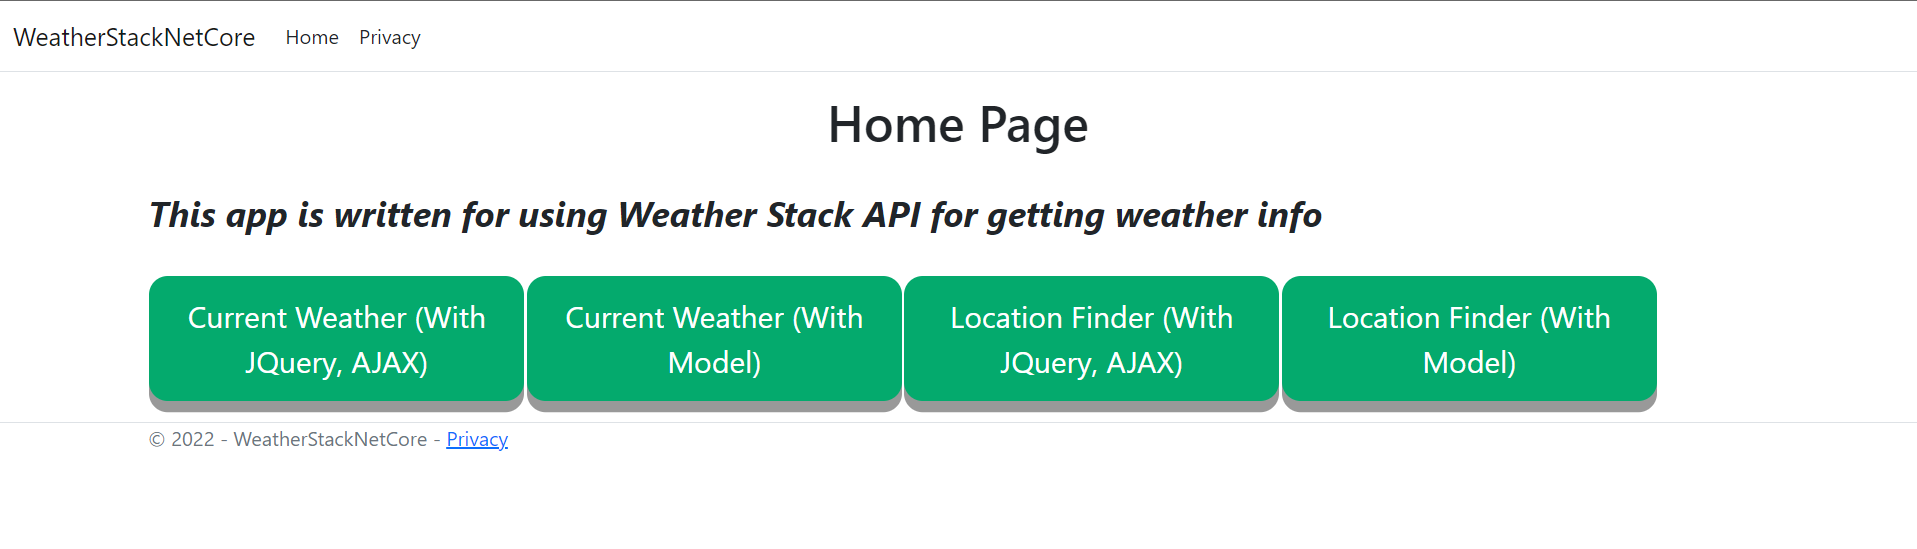 WeatherStackNetCore Home Privacy
Home Page
This app is written for using Weather Stack API for getting weather info
Current Weather (With
JQuery, AJAX)
Current Weather (With
Model)
Location Finder (With
JQuery, AJAX)
Location Finder (With
Model)
© 2022 - WeatherStackNetCore - Privacy